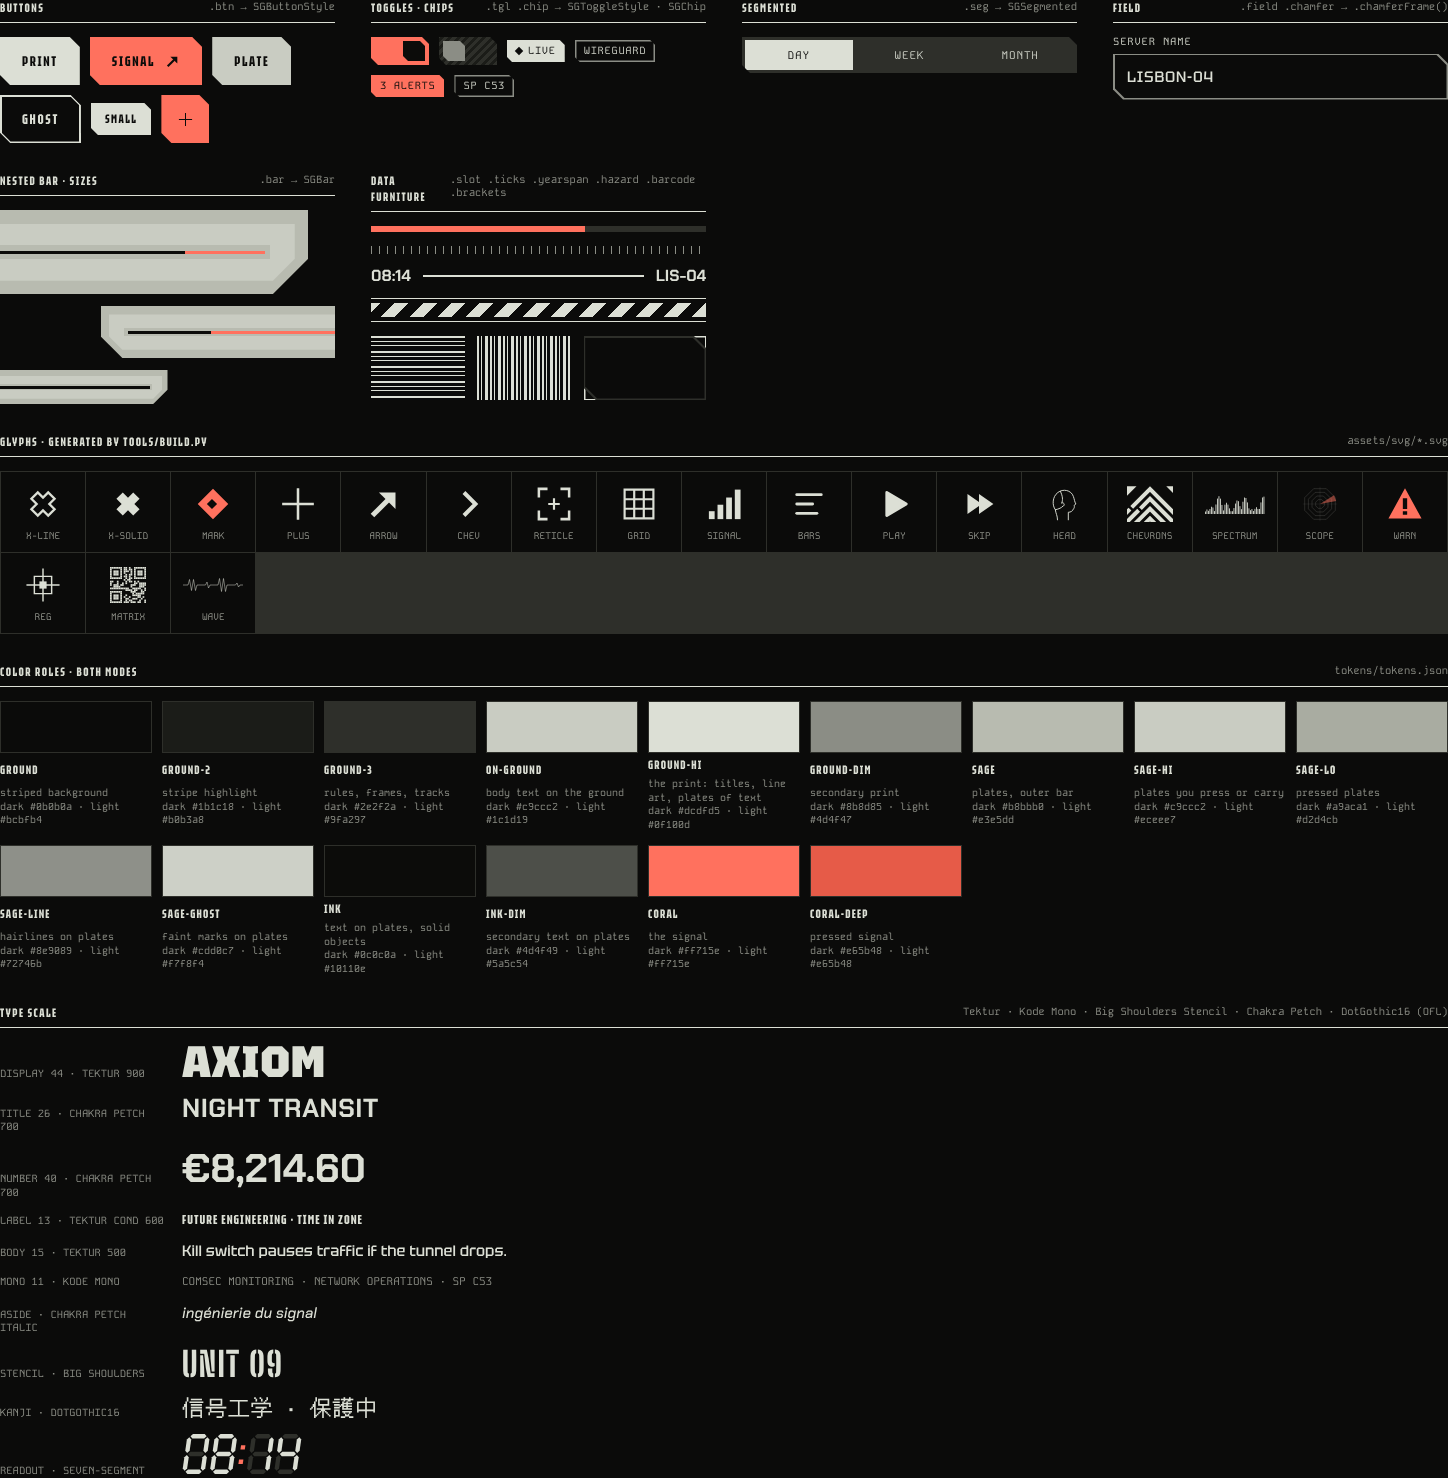 BUTTONS .btn → SGButtonStyle
PRINT
SIGNAL ↗
PLATE
GHOST
SMALL
TOGGLES · CHIPS .tgl .chip → SGToggleStyle · SGChip
◆ LIVE
WIREGUARD
3 ALERTS
SP C53
SEGMENTED .seg → SGSegmented
DAY WEEK MONTH
FIELD .field .chamfer → .chamferFrame()
SERVER NAME
LISBON-04
NESTED BAR · SIZES .bar → SGBar
DATA FURNITURE
.slot .ticks .yearspan .hazard .barcode
.brackets
08:14 LIS-04
GLYPHS · GENERATED BY TOOLS/BUILD.PY assets/svg/*.svg
X-LINE X-SOLID MARK PLUS ARROW CHEV RETICLE GRID SIGNAL BARS PLAY SKIP HEAD CHEVRONS SPECTRUM SCOPE WARN
REG MATRIX WAVE
COLOR ROLES · BOTH MODES tokens/tokens.json
GROUND
striped background
dark #0b0b0a · light
#bcbfb4
GROUND-2
stripe highlight
dark #1b1c18 · light
#b0b3a8
GROUND-3
rules, frames, tracks
dark #2e2f2a · light
#9fa297
ON-GROUND
body text on the ground
dark #c9ccc2 · light
#1c1d19
GROUND-HI
the print: titles, line
art, plates of text
dark #dcdfd5 · light
#0f100d
GROUND-DIM
secondary print
dark #8b8d85 · light
#4d4f47
SAGE
plates, outer bar
dark #b8bbb0 · light
#e3e5dd
SAGE-HI
plates you press or carry
dark #c9ccc2 · light
#eceee7
SAGE-LO
pressed plates
dark #a9aca1 · light
#d2d4cb
SAGE-LINE
hairlines on plates
dark #8e9089 · light
#72746b
SAGE-GHOST
faint marks on plates
dark #cdd0c7 · light
#f7f8f4
INK
text on plates, solid
objects
dark #0c0c0a · light
#10110e
INK-DIM
secondary text on plates
dark #4d4f49 · light
#5a5c54
CORAL
the signal
dark #ff715e · light
#ff715e
CORAL-DEEP
pressed signal
dark #e65b48 · light
#e65b48
TYPE SCALE Tektur · Kode Mono · Big Shoulders Stencil · Chakra Petch · DotGothic16 (OFL)
DISPLAY 44 · TEKTUR 900 AXIOM
TITLE 26 · CHAKRA PETCH
700
NIGHT TRANSIT
NUMBER 40 · CHAKRA PETCH
700
€8,214.60
LABEL 13 · TEKTUR COND 600 FUTURE ENGINEERING · TIME IN ZONE
BODY 15 · TEKTUR 500 Kill switch pauses traffic if the tunnel drops.
MONO 11 · KODE MONO COMSEC MONITORING · NETWORK OPERATIONS · SP C53
ASIDE · CHAKRA PETCH
ITALIC
ingénierie du signal
STENCIL · BIG SHOULDERS UNIT 09
KANJI · DOTGOTHIC16 信号工学 · 保護中
READOUT · SEVEN-SEGMENT 08:14